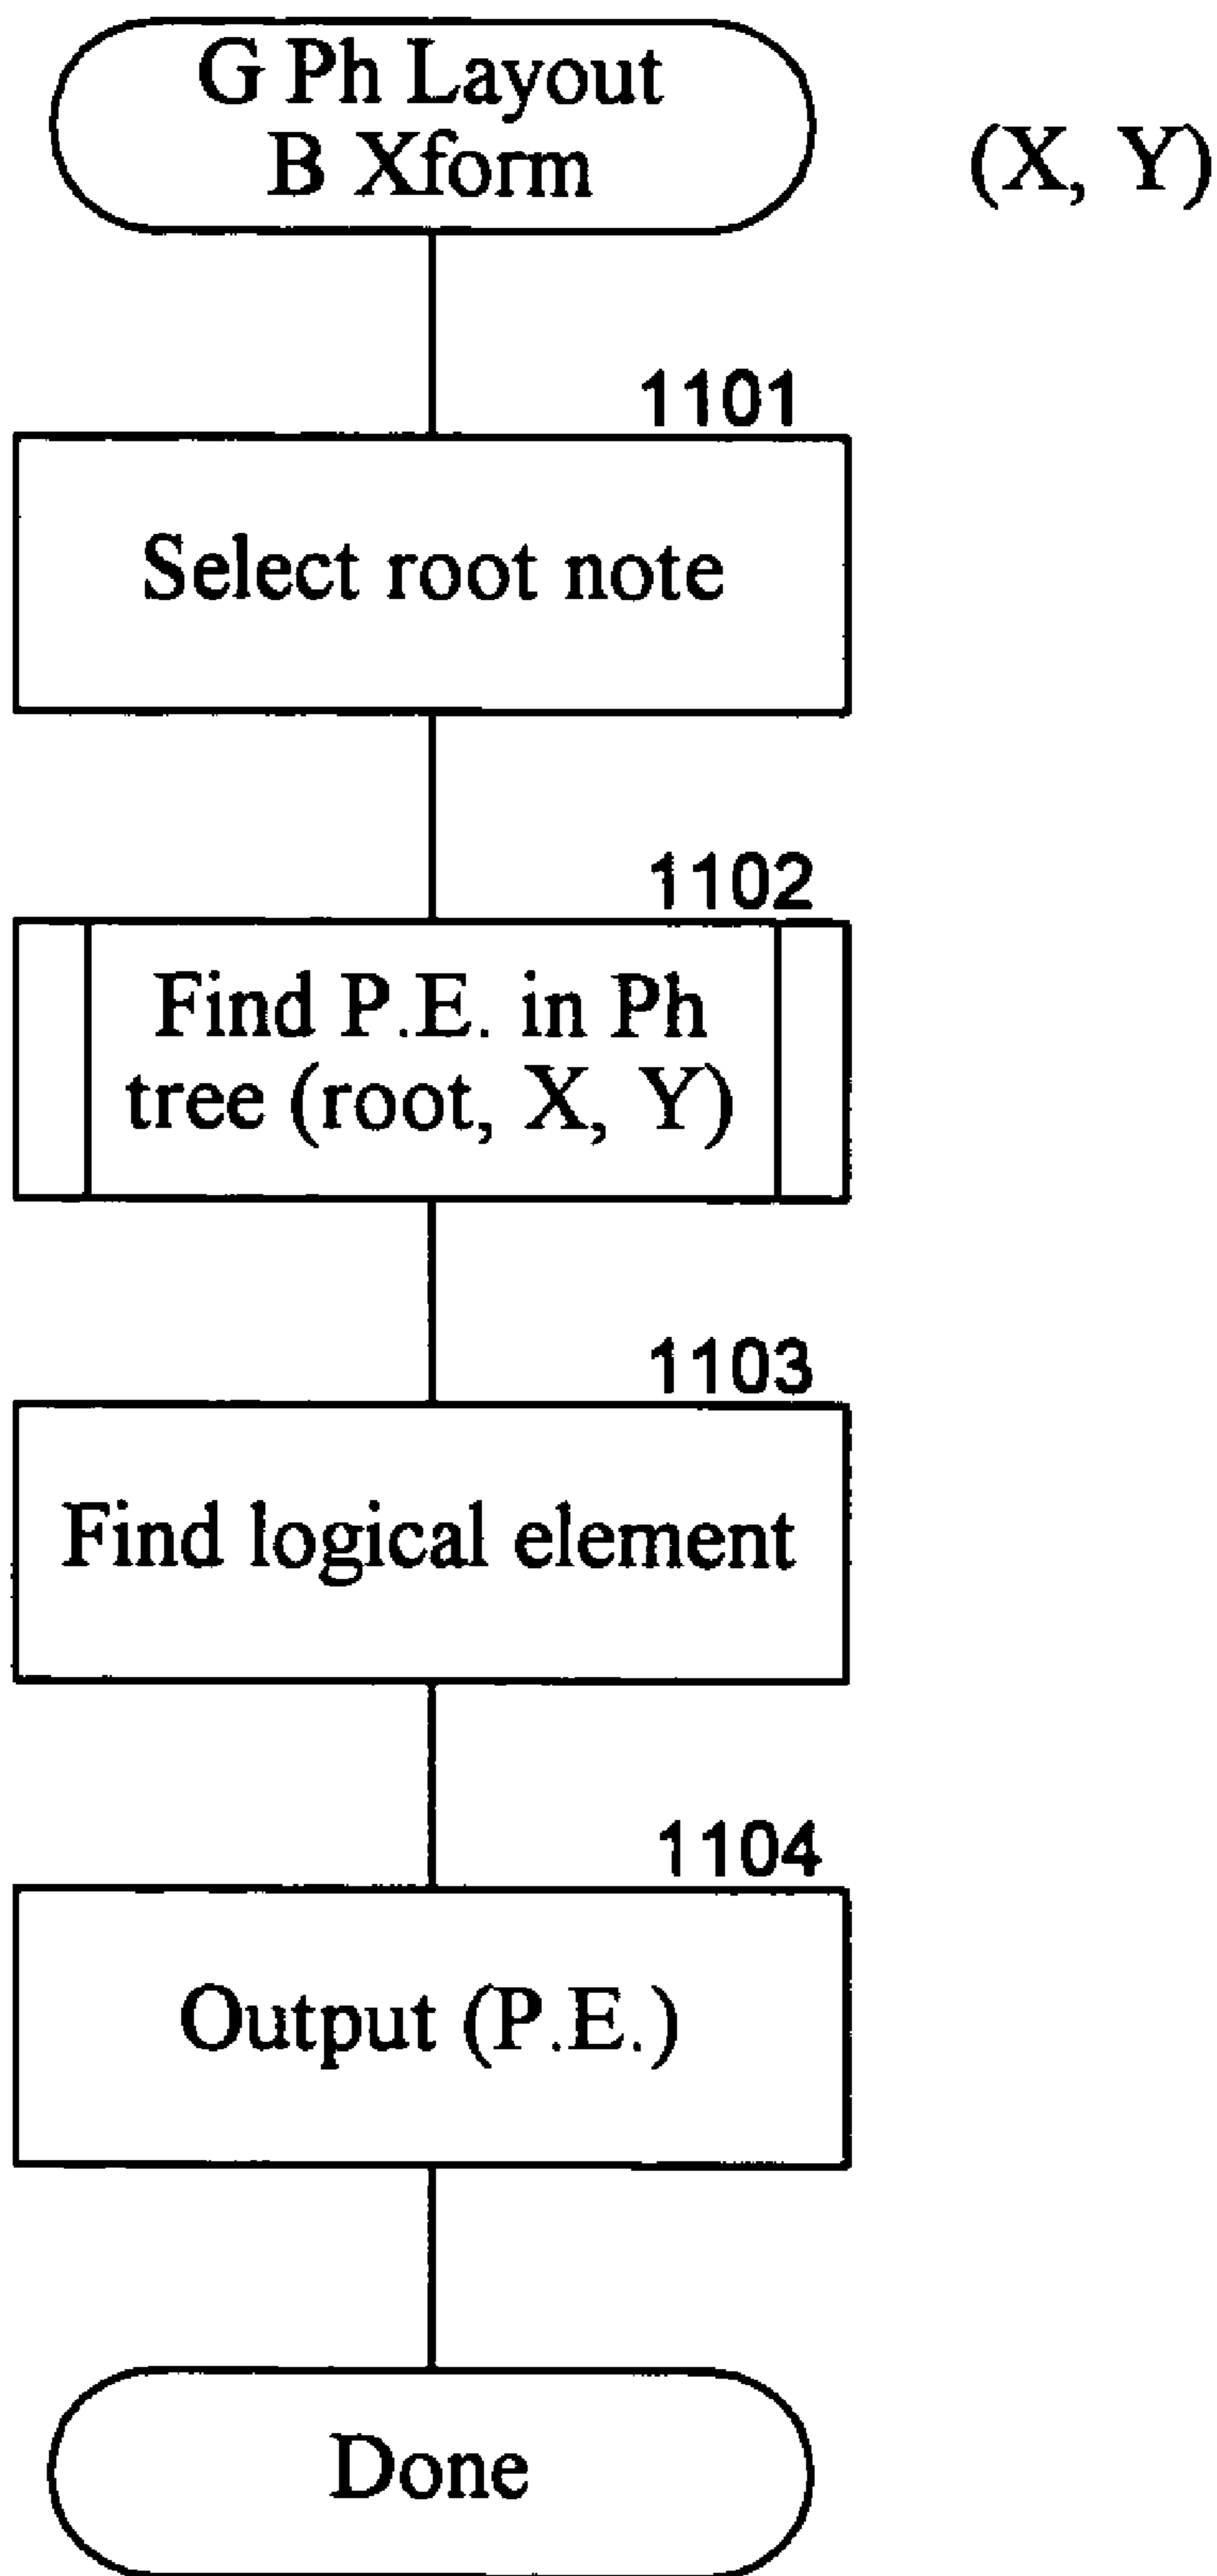 G Ph Layout
B Xform
(X, Y)
1101
Select root note
1102
Find P.E. in Ph
tree (root, X, Y)
1103
Find logical element
1104
Output (P.E.)
Done